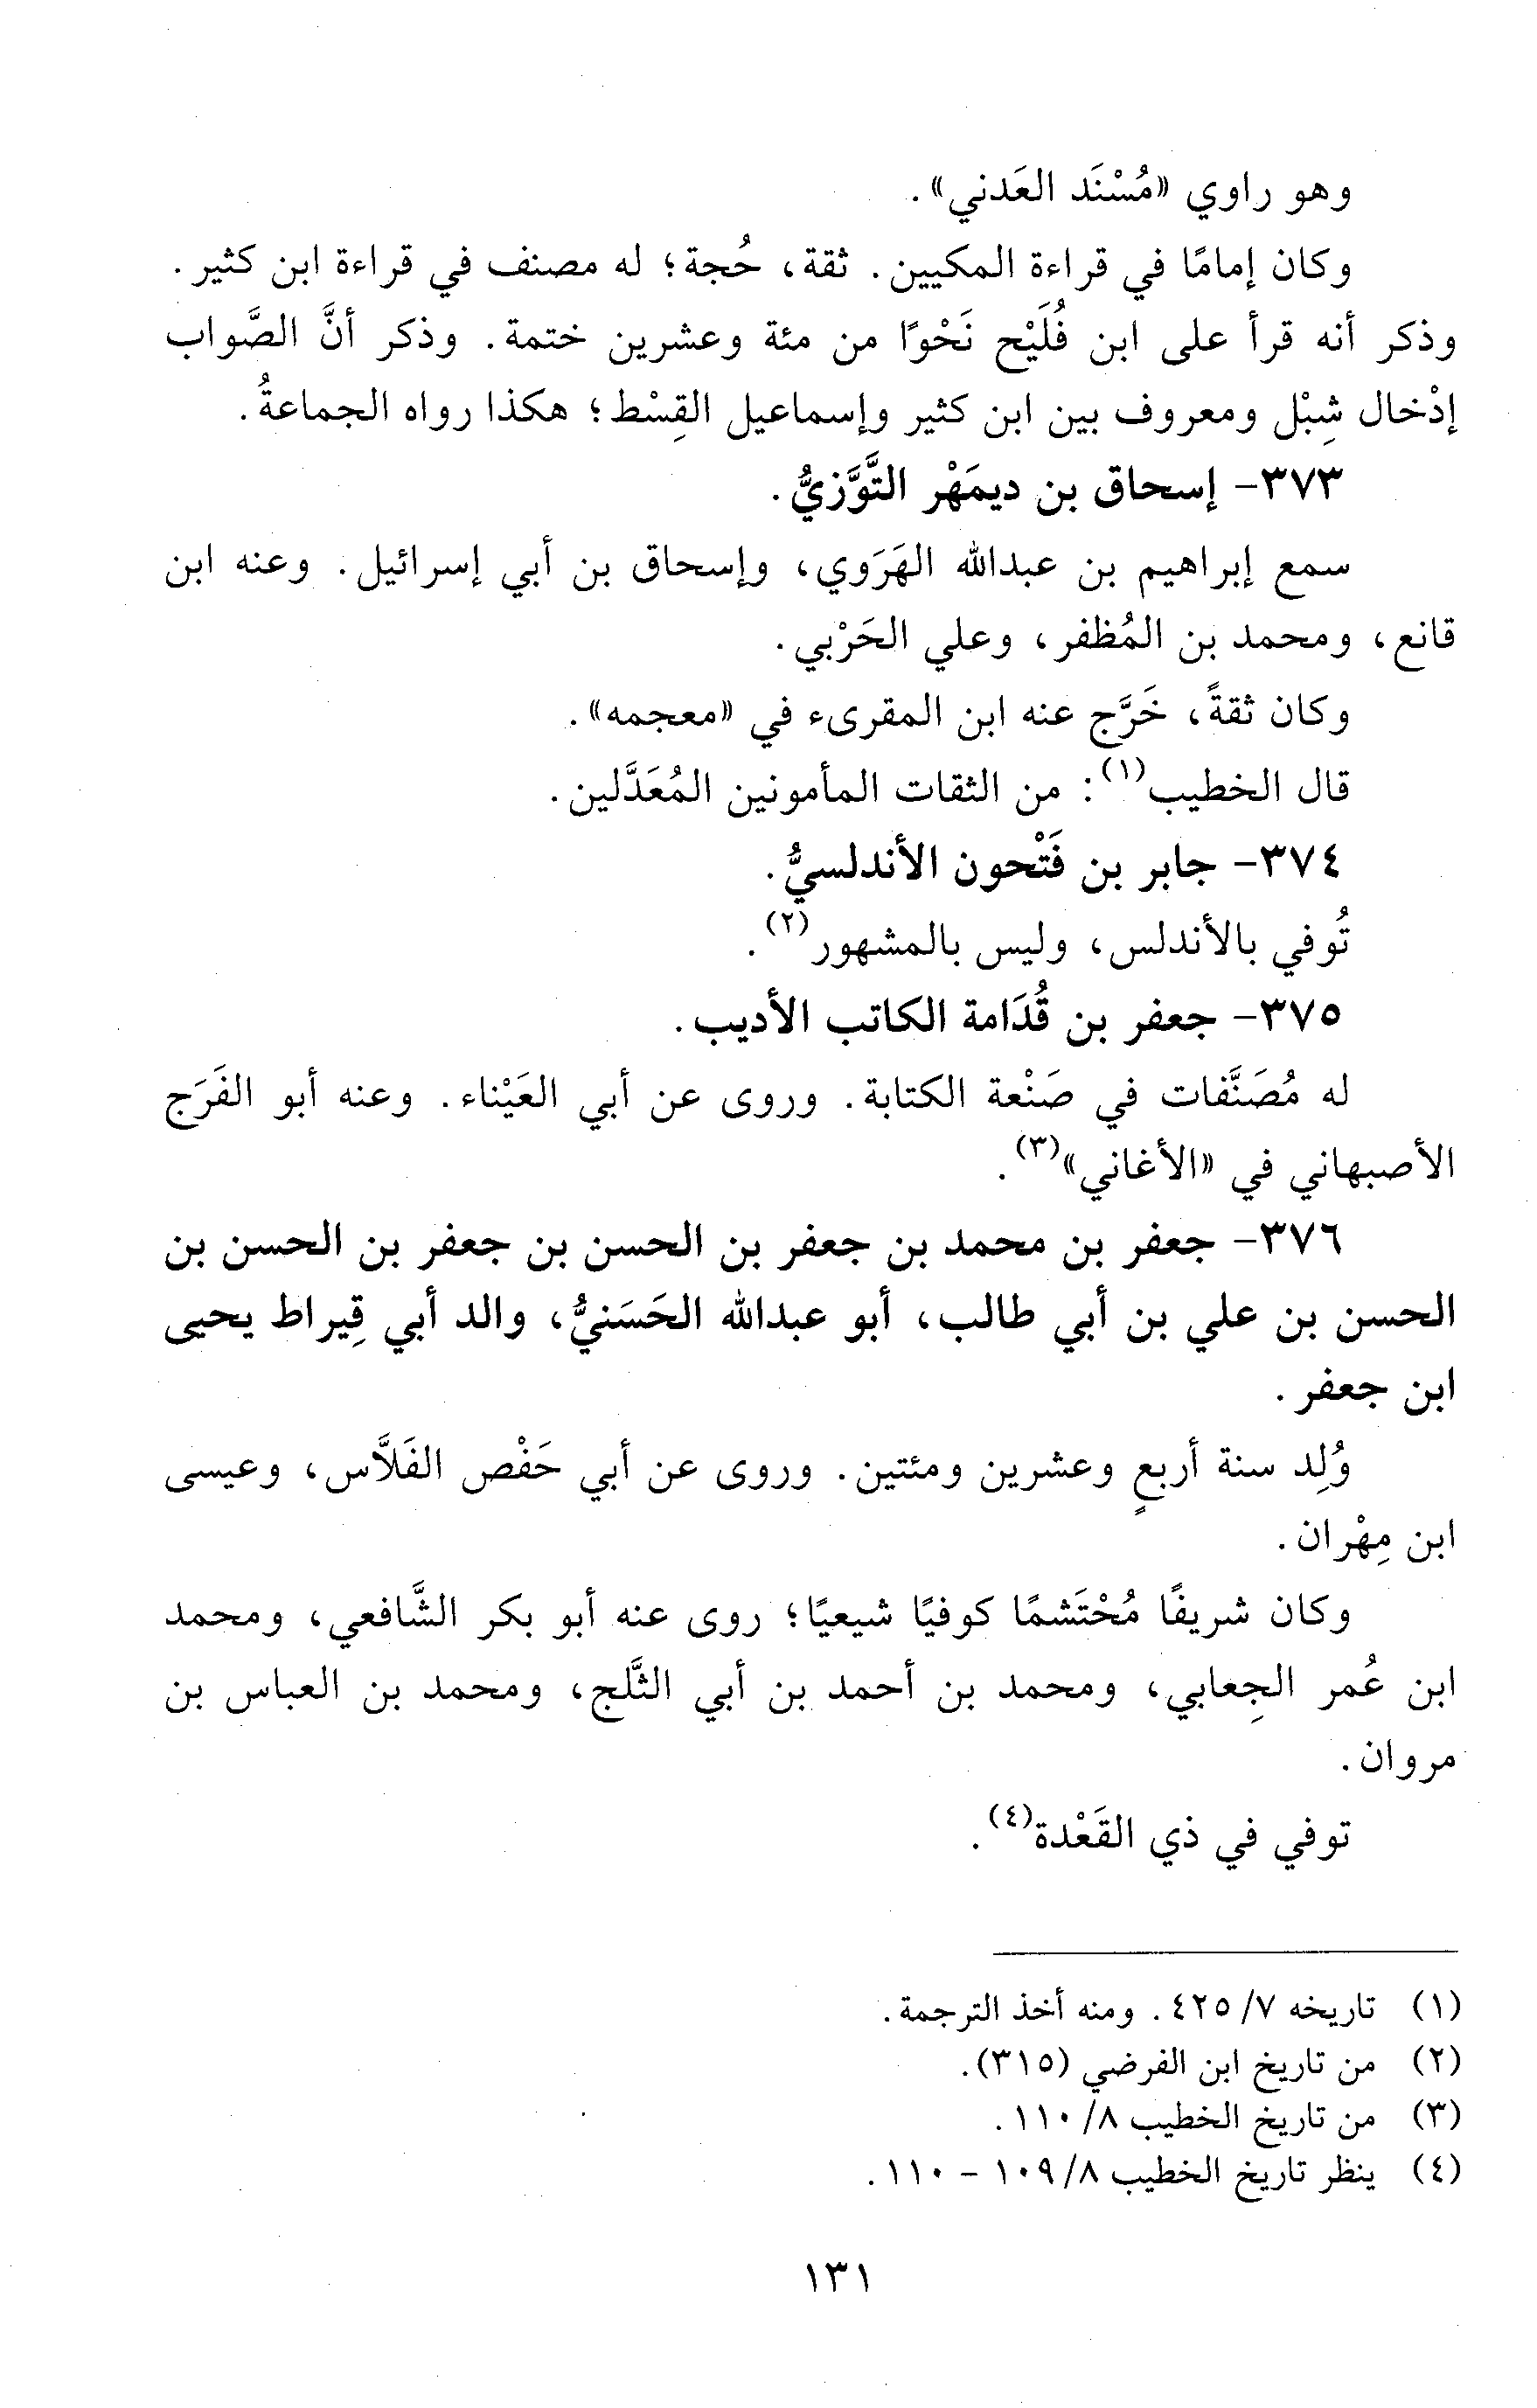 وهو راوي «مُسْنَد العَدني».
وكان إمامًا في قراءة المكيين. ثقة، حُجة؛ له مصنف في قراءة ابن كثير.
وذكر أنه قرأ على ابن فُلَيْح نَحْوًا من مئة وعشرين ختمة. وذكر أنَّ الصَّواب
إدْخال شِبْل ومعروف بين ابن كثير وإسماعيل القِسْط؛ هكذا رواه الجماعةُ.
٣٧٣- إسحاق بن ديمَهْر التَّوَّزيُّ.
سمع إبراهيم بن عبدالله الهَرَوي، وإسحاق بن أبي إسرائيل. وعنه ابن
قانع، ومحمد بن المُظفر، وعلي الحَرْبي.
وكان ثقةً، خَرَّج عنه ابن المقرىء في «معجمه».
قال الخطيب(١): من الثقات المأمونين المُعَدَّلين.
٣٧٤- جابر بن فَتْحون الأندلسيُّ.
تُوفي بالأندلس، وليس بالمشهور(٢).
٣٧٥- جعفر بن قُدَامة الكاتب الأديب.
له مُصَنَّفات في صَنْعة الكتابة. وروى عن أبي العَيْناء. وعنه أبو الفَرَج
الأصبهاني في «الأغاني»(٣).
٣٧٦- جعفر بن محمد بن جعفر بن الحسن بن جعفر بن الحسن بن
الحسن بن علي بن أبي طالب، أبو عبدالله الحَسَنيُّ، والد أبي قِيراط يحيى
ابن جعفر.
وُلِد سنة أربعٍ وعشرين ومئتين. وروى عن أبي حَفْص الفَلَّاس، وعيسى
ابن مِهْران.
وكان شريفًا مُحْتَشمًا كوفيًا شيعيًا؛ روى عنه أبو بكر الشَّافعي، ومحمد
ابن عُمر الجِعابي، ومحمد بن أحمد بن أبي الثَّلج، ومحمد بن العباس بن
مروان.
توفي في ذي القَعْدة(٤).
(١) تاريخه ٧/ ٤٢٥. ومنه أخذ الترجمة.
(٢) من تاريخ ابن الفرضي (٣١٥).
(٣) من تاريخ الخطيب ٨/ ١١٠.
(٤) ينظر تاريخ الخطيب ٨/ ١٠٩ - ١١٠.
١٣١